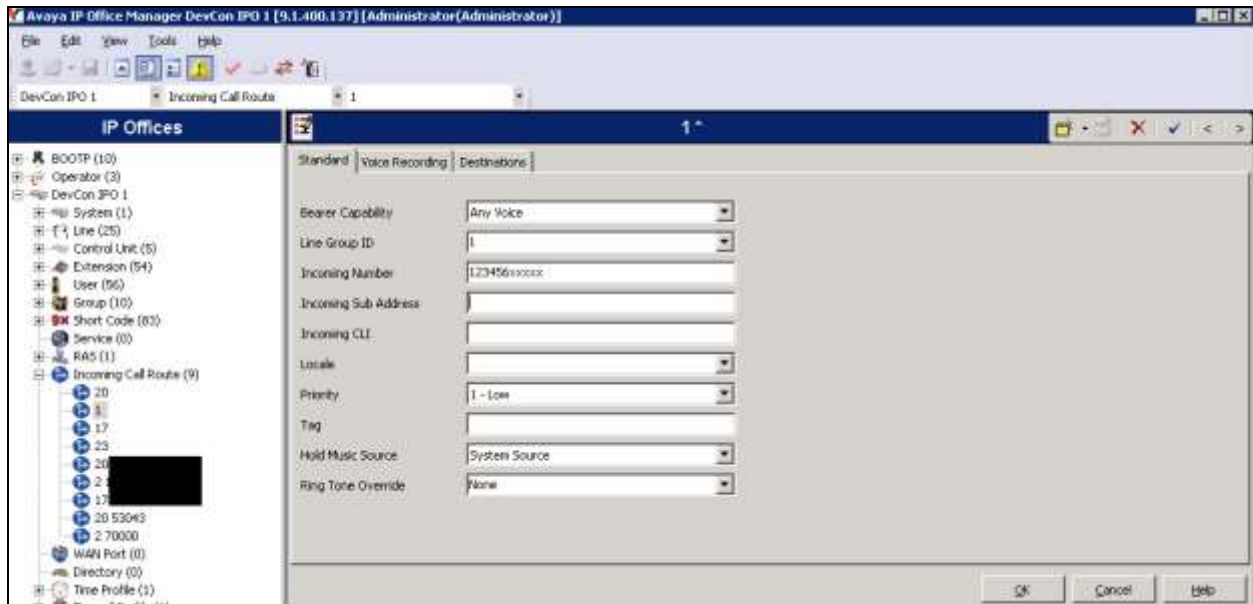 Avaya IP Office Manager DevCon IPO 1 [9.1.400.137] [Administrator(Administrator)]
File Edit View Tools Help
DevCon IPO 1 Incoming Call Route 1
IP Offices 1*
BOOTP (10)
Operator (3)
DevCon IPO 1
System (1)
Line (25)
Control Unit (5)
Extension (54)
User (56)
Group (10)
Short Code (83)
Service (0)
RAS (1)
Incoming Call Route (9)
20
1
17
23
20
2 1
17
20 53043
2 70000
WAN Port (0)
Directory (0)
Time Profile (1)
Standard Voice Recording Destinations
Bearer Capability Any Voice
Line Group ID 1
Incoming Number 123456xxxxx
Incoming Sub Address
Incoming CLI
Locale
Priority 1 - Low
Tag
Hold Music Source System Source
Ring Tone Override None
OK Cancel Help